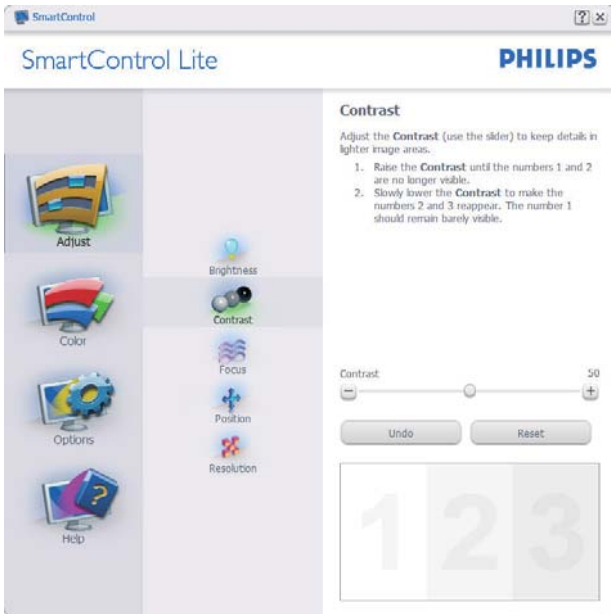 SmartControl
SmartControl Lite
PHILIPS
Adjust
Color
Options
Help
Brightness
Contrast
Focus
Position
Resolution
Contrast
Adjust the Contrast (use the slider) to keep details in
lighter image areas.
1. Raise the Contrast until the numbers 1 and 2
are no longer visible.
2. Slowly lower the Contrast to make the
numbers 2 and 3 reappear. The number 1
should remain barely visible.
Contrast 50
Undo Reset
1 2 3